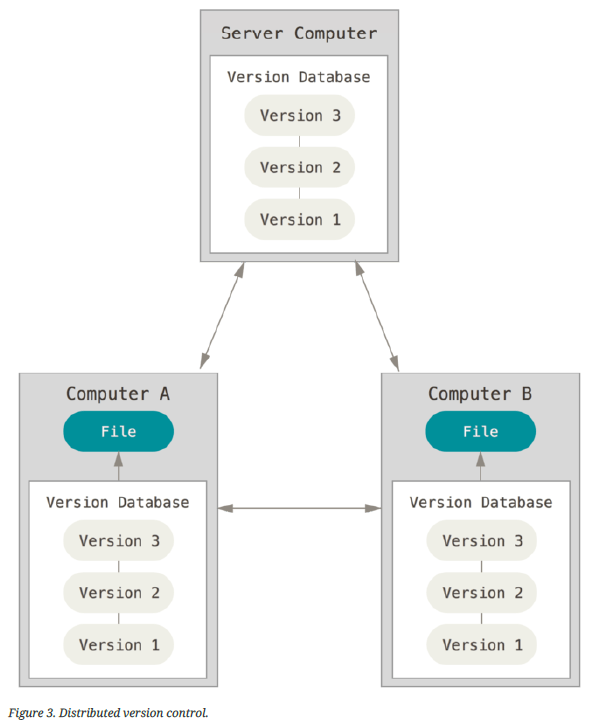 Server Computer
Version Database
Version 3
Version 2
Version 1
Computer A
File
Version Database
Version 3
Version 2
Version 1
Computer B
File
Version Database
Version 3
Version 2
Version 1
Figure 3. Distributed version control.